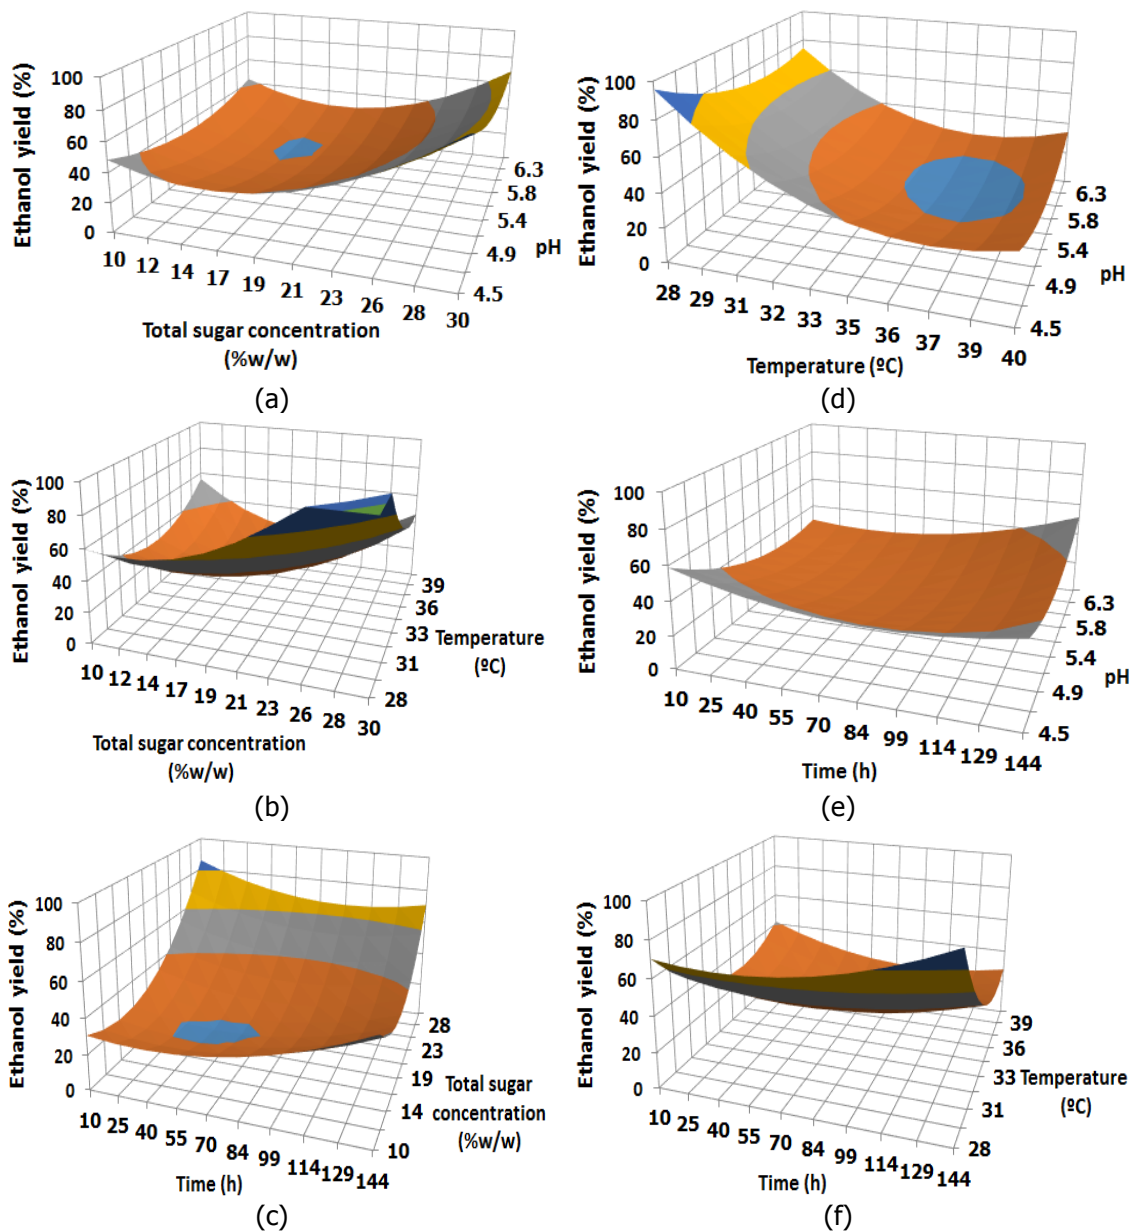 Ethanol yield (%)
100
80
60
40
20
0
10 12 14 17 19 21 23 26 28 30
6.3
5.8
5.4
4.9
4.5
pH
Total sugar concentration
(%w/w)
(a)
Ethanol yield (%)
100
80
60
40
20
0
28 29 31 32 33 35 36 37 39 40
6.3
5.8
5.4
4.9
4.5
pH
Temperature (ºC)
(d)
Ethanol yield (%)
100
80
60
40
20
0
10 12 14 17 19 21 23 26 28 30
39
36
33
31
28
Temperature
(ºC)
Total sugar concentration
(%w/w)
(b)
Ethanol yield (%)
100
80
60
40
20
0
10 25 40 55 70 84 99 114 129 144
6.3
5.8
5.4
4.9
4.5
pH
Time (h)
(e)
Ethanol yield (%)
100
80
60
40
20
0
10 25 40 55 70 84 99 114 129 144
28
23
19
14
10
Total sugar
concentration
(%w/w)
Time (h)
(c)
Ethanol yield (%)
100
80
60
40
20
0
10 25 40 55 70 84 99 114 129 144
39
36
33
31
28
Temperature
(ºC)
Time (h)
(f)